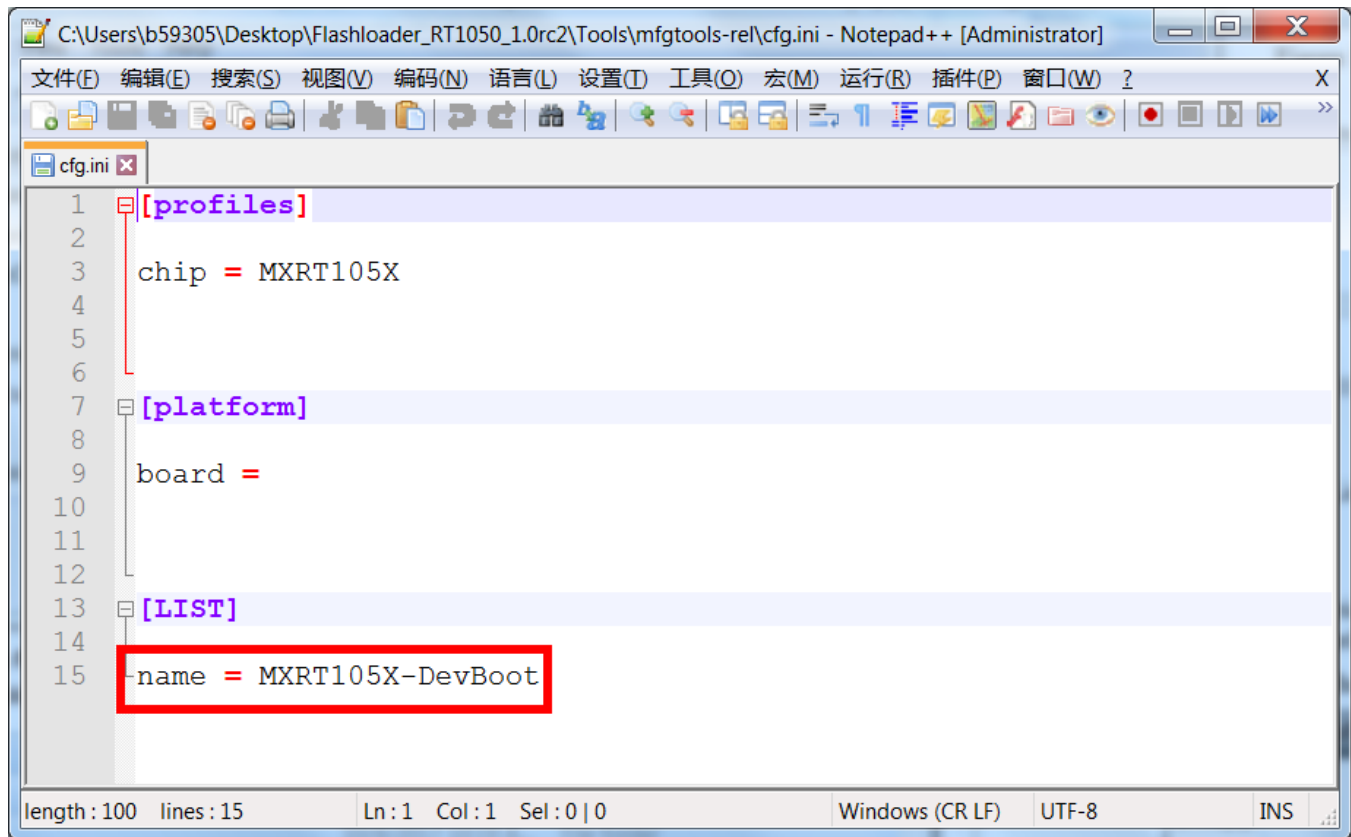 C:\Users\b59305\Desktop\Flashloader_RT1050_1.0rc2\Tools\mfgtools-rel\cfg.ini - Notepad++ [Administrator]
文件(F) 编辑(E) 搜索(S) 视图(V) 编码(N) 语言(L) 设置(T) 工具(O) 宏(M) 运行(R) 插件(P) 窗口(W) ? X
cfg.ini
1 [profiles]
2
3 chip = MXRT105X
4
5
6
7 [platform]
8
9 board =
10
11
12
13 [LIST]
14
15 name = MXRT105X-DevBoot
length : 100 lines : 15 Ln : 1 Col : 1 Sel : 0 | 0 Windows (CR LF) UTF-8 INS